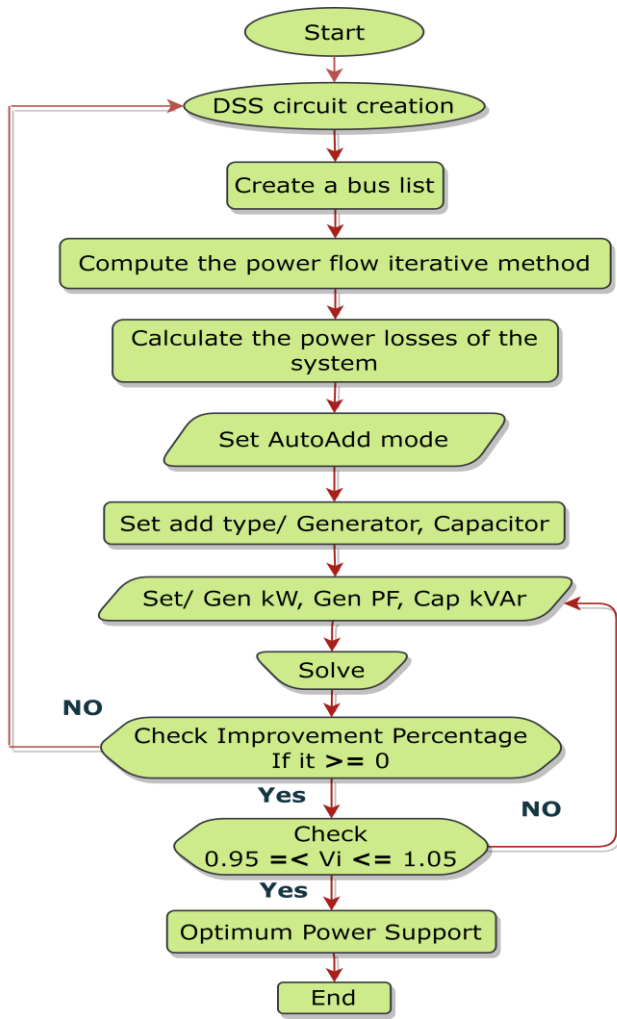 Start
DSS circuit creation
Create a bus list
Compute the power flow iterative method
Calculate the power losses of the
system
Set AutoAdd mode
Set add type/ Generator, Capacitor
Set/ Gen kW, Gen PF, Cap kVAr
Solve
NO
Check Improvement Percentage
If it >= 0
Yes
NO
Check
0.95 =< Vi <= 1.05
Yes
Optimum Power Support
End